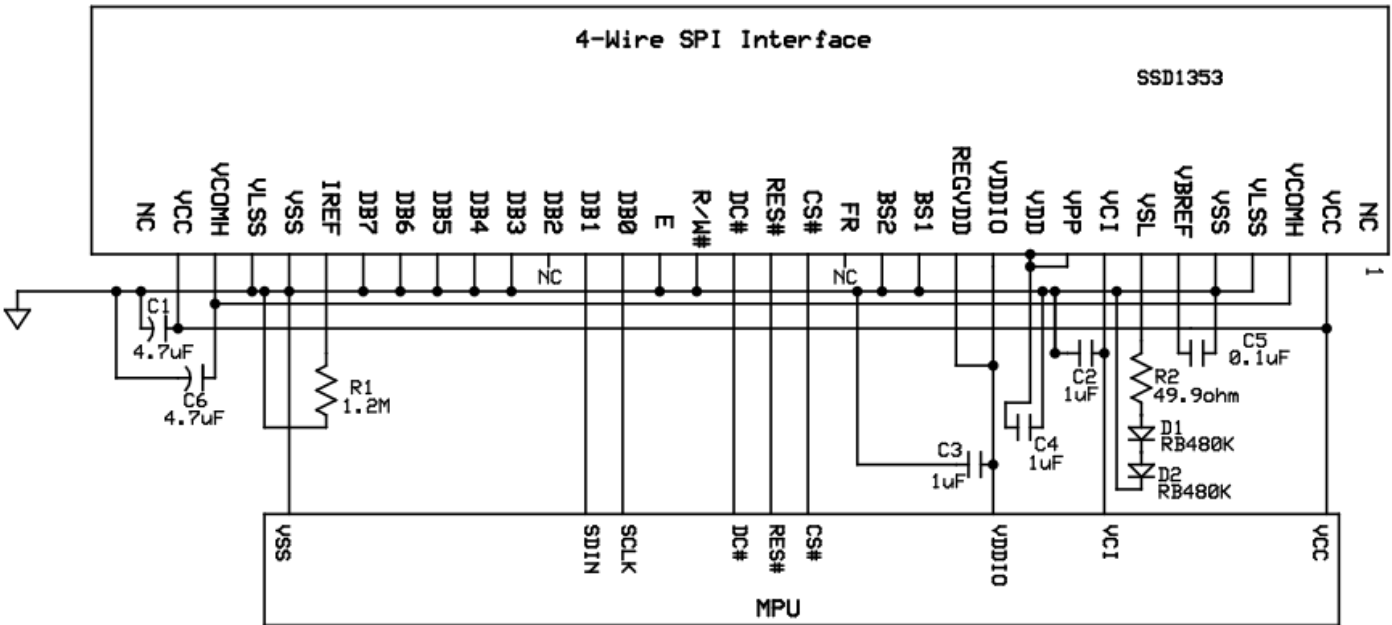 4-Wire SPI Interface
SSD1353
NC
VCC
VCOMH
VLSS
VSS
IREF
DB7
DB6
DB5
DB4
DB3
DB2
DB1
DB0
E
R/W#
DC#
RES#
CS#
FR
BS2
BS1
REGVDD
VDDIO
VDD
VPP
VCI
VSL
VBREF
VSS
VLSS
VCOMH
VCC
NC
1
NC
NC
C1
4.7uF
C6
4.7uF
R1
1.2M
C3
1uF
C4
1uF
C2
1uF
R2
49.9ohm
D1
RB480K
D2
RB480K
C5
0.1uF
VSS
SDIN
SCLK
DC#
RES#
CS#
VDDIO
VCI
VCC
MPU